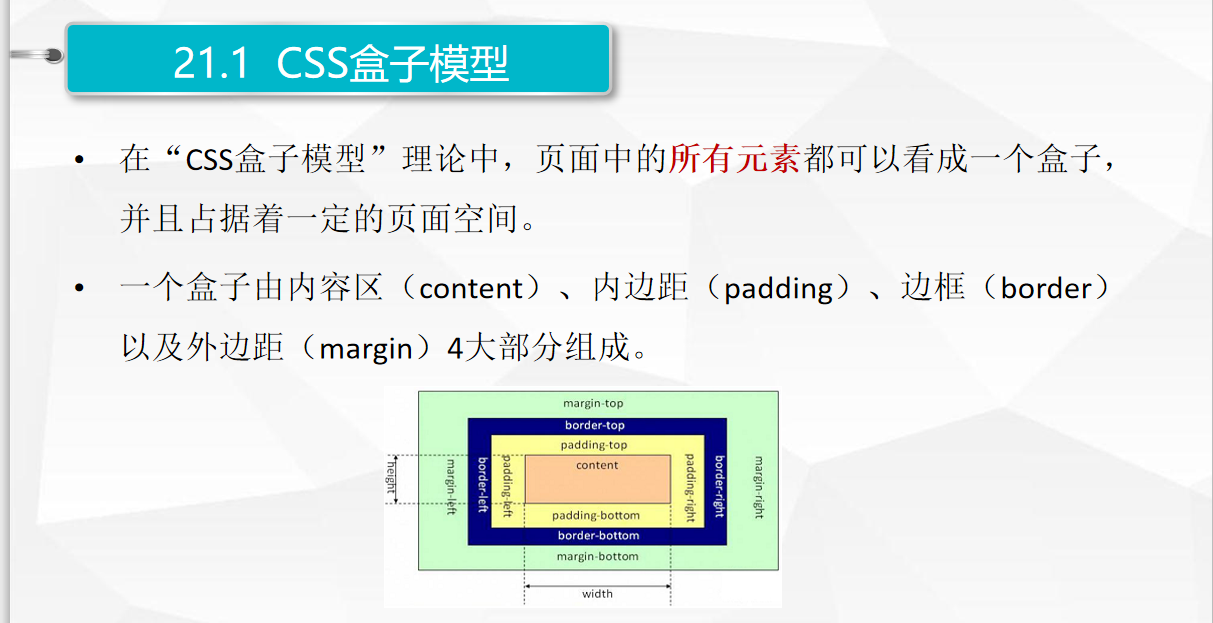 21.1 CSS盒子模型
• 在“CSS盒子模型”理论中，页面中的所有元素都可以看成一个盒子，
并且占据着一定的页面空间。
• 一个盒子由内容区（content）、内边距（padding）、边框（border）
以及外边距（margin）4大部分组成。
margin-top
border-top
padding-top
content
height
margin-left
border-left
padding-left
padding-right
border-right
margin-right
padding-bottom
border-bottom
margin-bottom
width